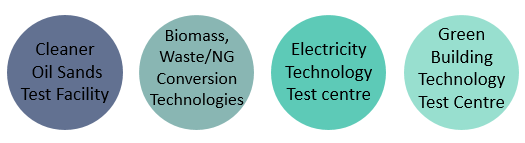 Cleaner
Oil Sands
Test Facility
Biomass,
Waste/NG
Conversion
Technologies
Electricity
Technology
Test centre
Green
Building
Technology
Test Centre